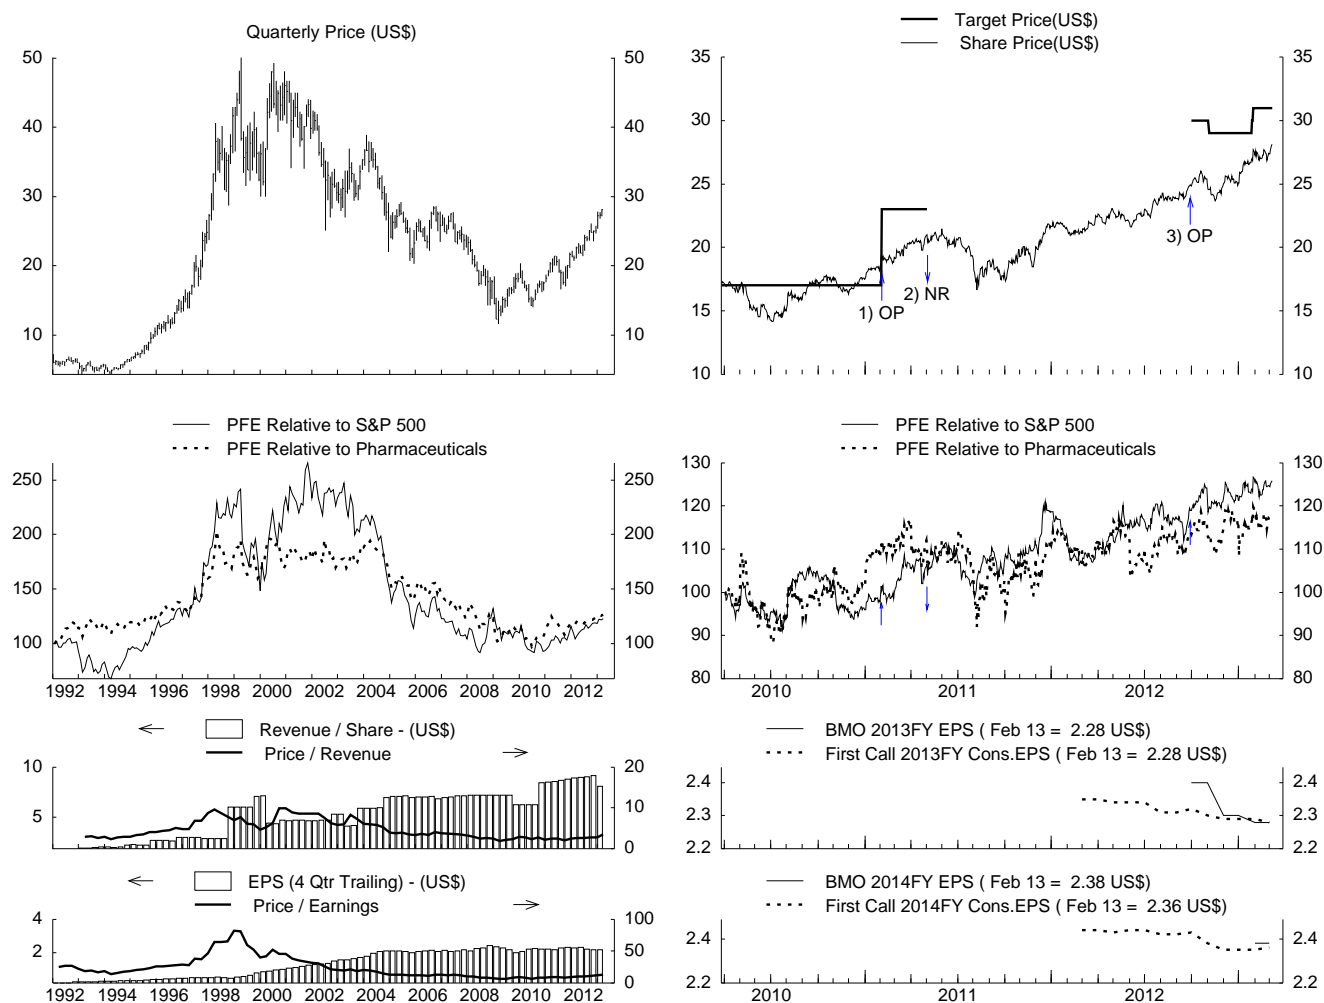 Quarterly Price (US$)
50
50
40
40
30
30
20
20
10
10
Target Price(US$)
Share Price(US$)
35
35
30
30
25
25
20
20
15
15
10
10
1) OP
2) NR
3) OP
PFE Relative to S&P 500
PFE Relative to Pharmaceuticals
250
250
200
200
150
150
100
100
1992 1994 1996 1998 2000 2002 2004 2006 2008 2010 2012
PFE Relative to S&P 500
PFE Relative to Pharmaceuticals
130
130
120
120
110
110
100
100
90
90
80
80
2010 2011 2012
Revenue / Share - (US$)
Price / Revenue
10
20
5
10
0
BMO 2013FY EPS ( Feb 13 = 2.28 US$)
First Call 2013FY Cons.EPS ( Feb 13 = 2.28 US$)
2.4
2.4
2.3
2.3
2.2
2.2
EPS (4 Qtr Trailing) - (US$)
Price / Earnings
4
100
2
50
0
1992 1994 1996 1998 2000 2002 2004 2006 2008 2010 2012
BMO 2014FY EPS ( Feb 13 = 2.38 US$)
First Call 2014FY Cons.EPS ( Feb 13 = 2.36 US$)
2.4
2.4
2.2
2.2
2010 2011 2012